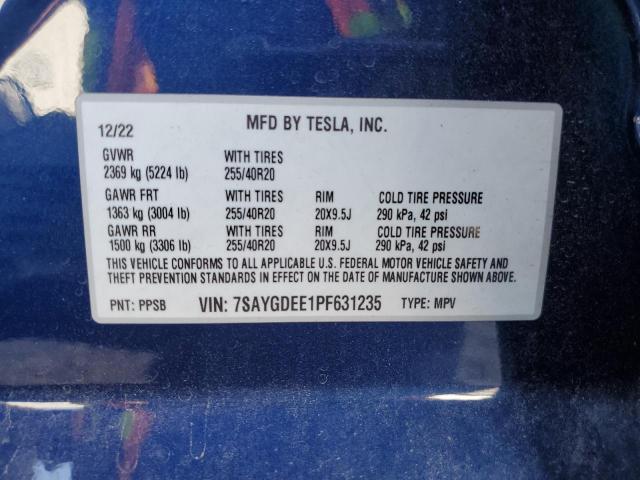 12/22 MFD BY TESLA, INC.
GVWR WITH TIRES
2369 kg (5224 lb) 255/40R20
GAWR FRT WITH TIRES RIM COLD TIRE PRESSURE
1363 kg (3004 lb) 255/40R20 20X9.5J 290 kPa, 42 psi
GAWR RR WITH TIRES RIM COLD TIRE PRESSURE
1500 kg (3306 lb) 255/40R20 20X9.5J 290 kPa, 42 psi
THIS VEHICLE CONFORMS TO ALL APPLICABLE U.S. FEDERAL MOTOR VEHICLE SAFETY AND
THEFT PREVENTION STANDARDS IN EFFECT ON THE DATE OF MANUFACTURE SHOWN ABOVE.
PNT: PPSB VIN: 7SAYGDEE1PF631235 TYPE: MPV